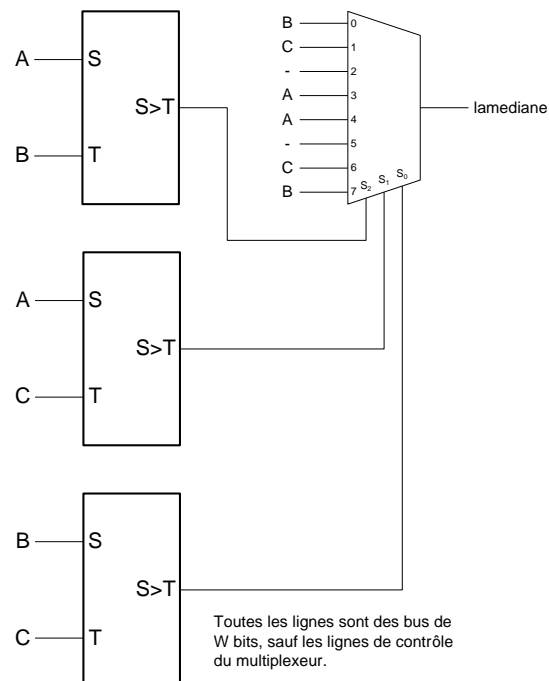 A
S
S>T
B
T
B
0
C
1
-
2
A
3
A
4
-
5
C
6
B
7
S2
S1
S0
lamediane
A
S
S>T
C
T
B
S
S>T
C
T
Toutes les lignes sont des bus de
W bits, sauf les lignes de contrôle
du multiplexeur.